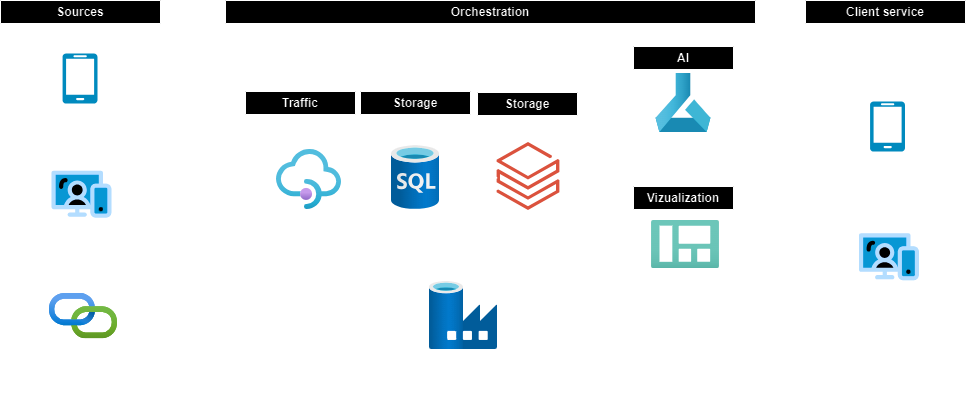 Sources
Orchestration
Client service
AI
Traffic
Storage
Storage
SQL
Vizualization